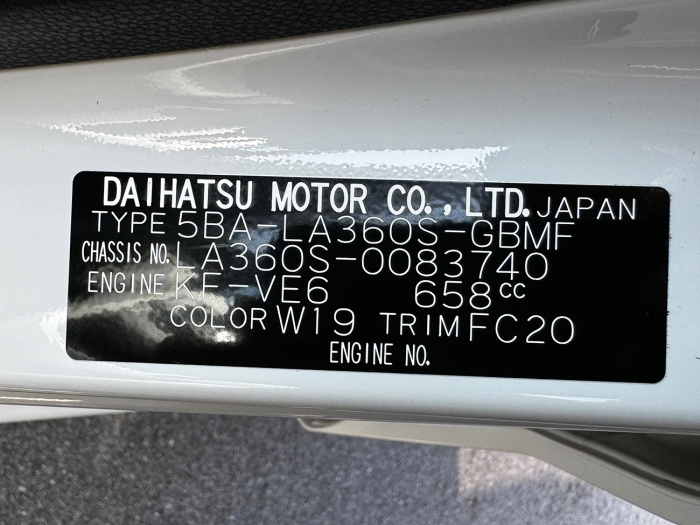 DAIHATSU MOTOR CO., LTD. JAPAN
TYPE 5BA-LA360S-GBMF
CHASSIS NO. LA360S-0083740
ENGINE KF-VE6 658CC
COLOR W19 TRIM FC20
ENGINE NO.